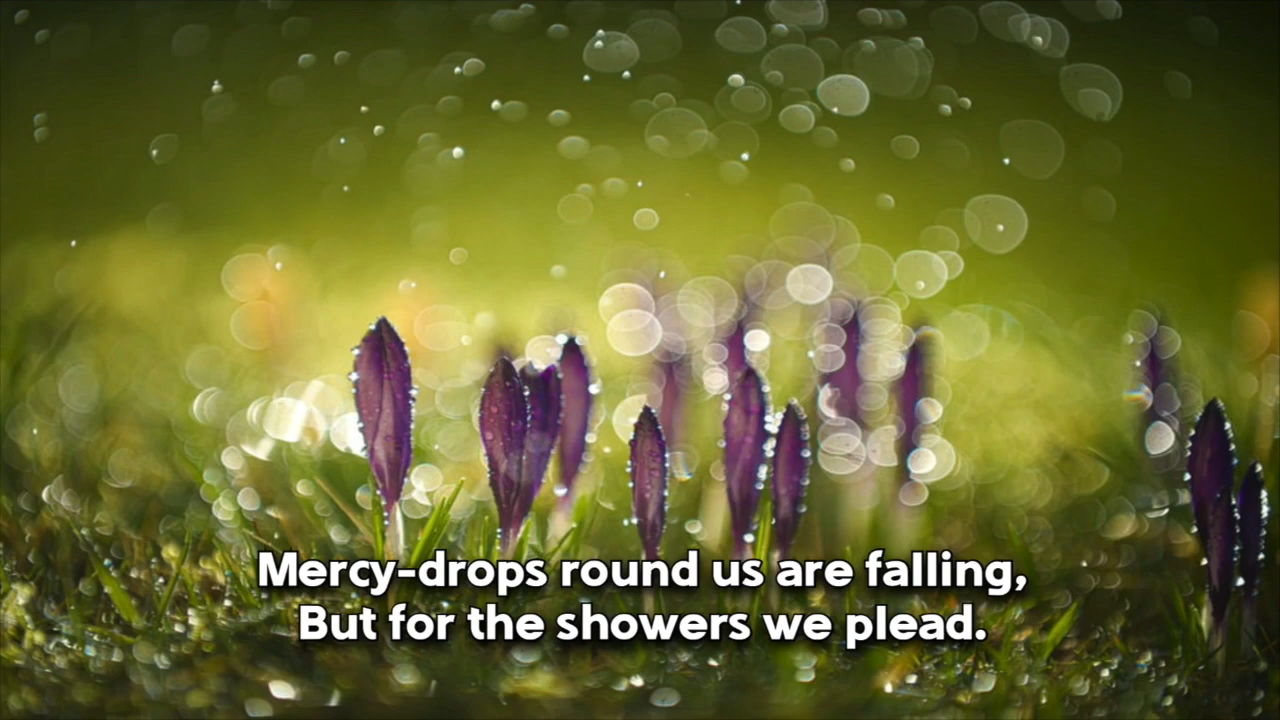 Mercy-drops round us are falling,
But for the showers we plead.